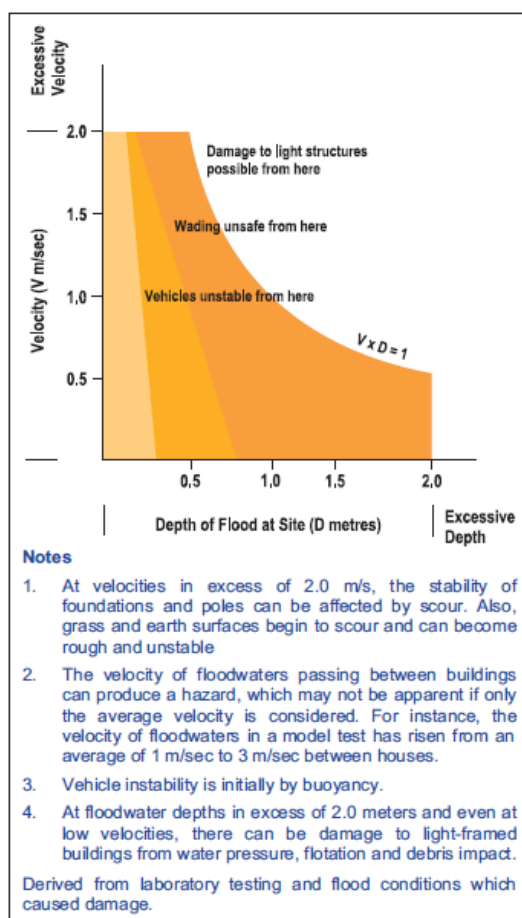 Excessive
Velocity
2.0
Damage to light structures
possible from here
1.5
Wading unsafe from here
Velocity (V m/sec)
1.0
Vehicles unstable from here
V x D = 1
0.5
0.5
1.0
1.5
2.0
Depth of Flood at Site (D metres)
Excessive
Depth
Notes
1. At velocities in excess of 2.0 m/s, the stability of
foundations and poles can be affected by scour. Also,
grass and earth surfaces begin to scour and can become
rough and unstable
2. The velocity of floodwaters passing between buildings
can produce a hazard, which may not be apparent if only
the average velocity is considered. For instance, the
velocity of floodwaters in a model test has risen from an
average of 1 m/sec to 3 m/sec between houses.
3. Vehicle instability is initially by buoyancy.
4. At floodwater depths in excess of 2.0 meters and even at
low velocities, there can be damage to light-framed
buildings from water pressure, flotation and debris impact.
Derived from laboratory testing and flood conditions which
caused damage.